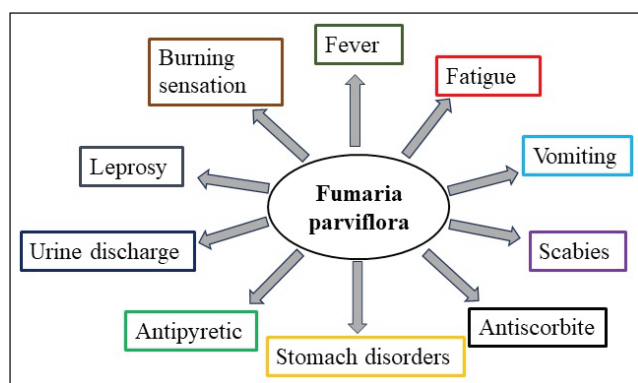 Fever
Burning
sensation
Fatigue
Leprosy
Vomiting
Fumaria
parviflora
Urine discharge
Scabies
Antipyretic
Antiscorbite
Stomach disorders